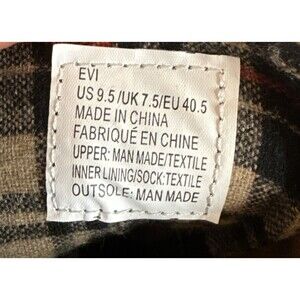 EVI
US 9.5/UK 7.5/EU 40.5
MADE IN CHINA
FABRIQUÉ EN CHINE
UPPER: MAN MADE/TEXTILE
INNER LINING/SOCK:TEXTILE
OUTSOLE: MAN MADE